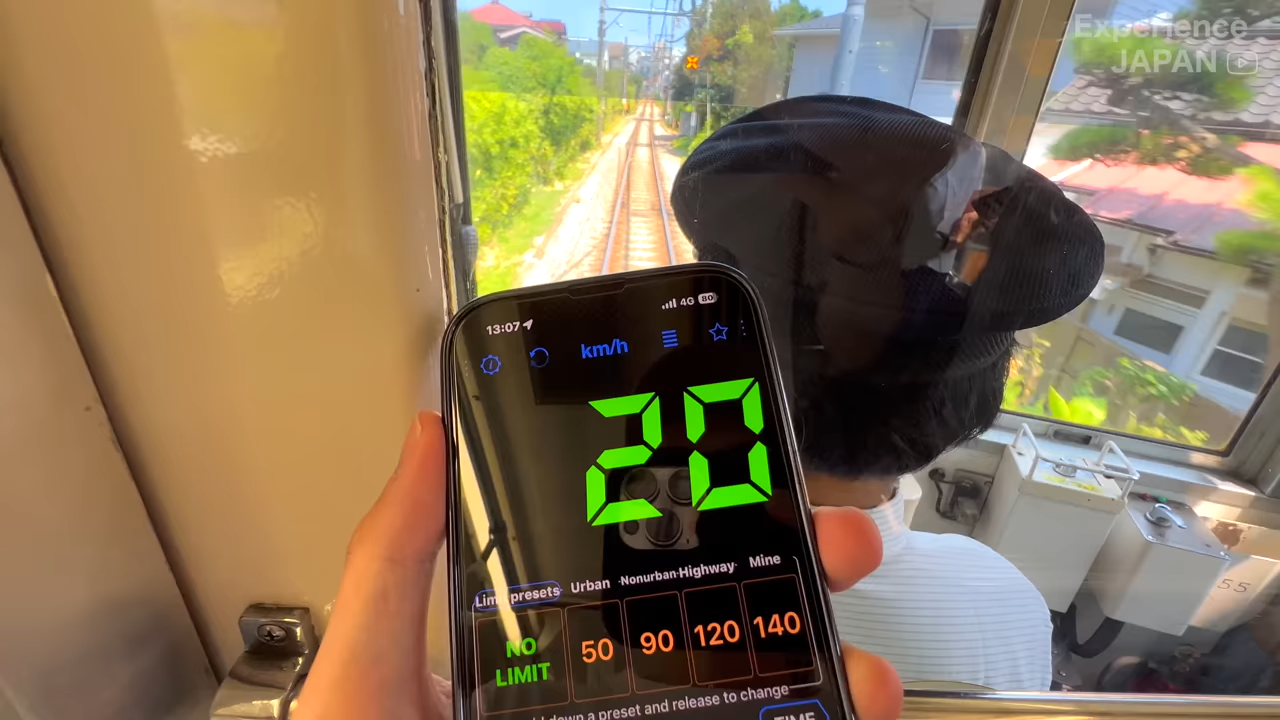 Experience
JAPAN
13:07
4G 80
km/h
20
Limit presets Urban Nonurban Highway Mine
NO LIMIT 50 90 120 140
down a preset and release to change
TIME
55